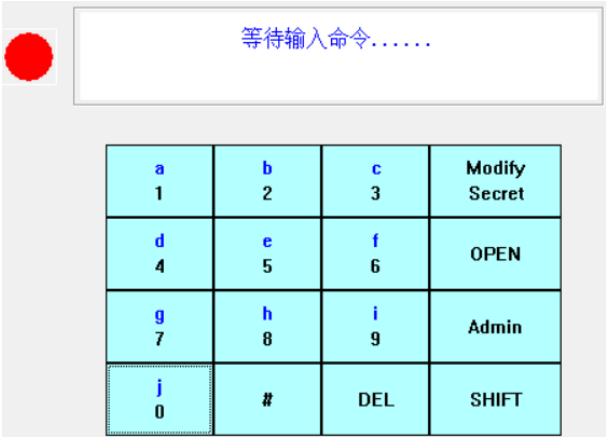 等待输入命令......
a b c Modify
1 2 3 Secret
d e f OPEN
4 5 6
g h i Admin
7 8 9
j # DEL SHIFT
0